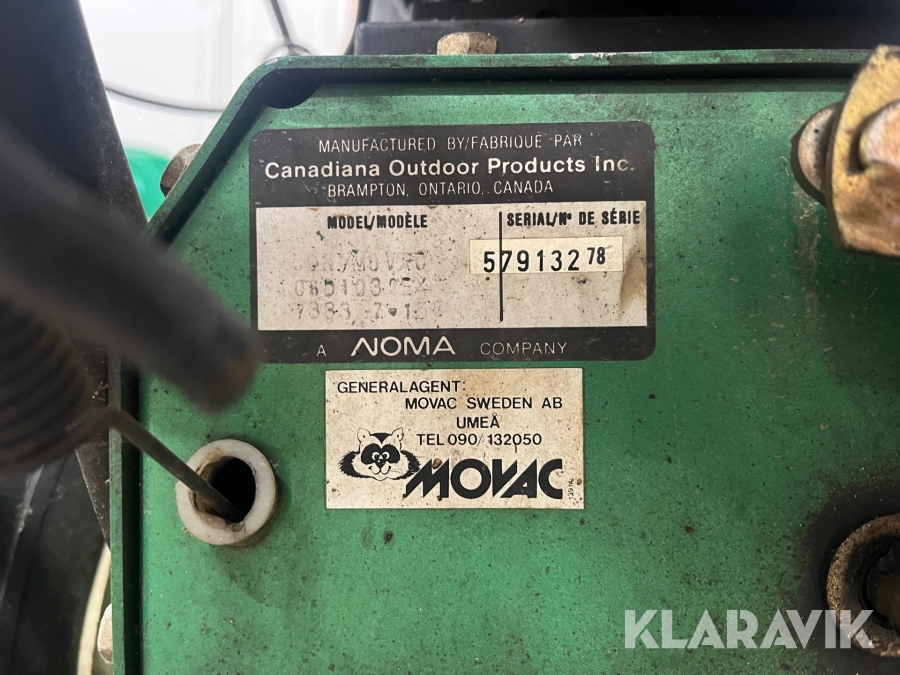 MANUFACTURED BY/FABRIQUÉ PAR
Canadiana Outdoor Products Inc.
BRAMPTON, ONTARIO, CANADA
MODEL/MODÈLE
SERIAL/Nº DE SÉRIE
579132 78
A NOMA COMPANY
GENERALAGENT:
MOVAC SWEDEN AB
UMEÅ
TEL 090/132050
MOVAC
KLARAVIK